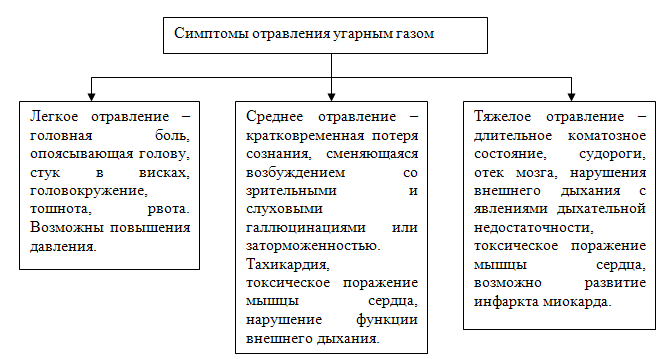 Симптомы отравления угарным газом
Легкое отравление –
головная боль,
опоясывающая голову,
стук в висках,
головокружение,
тошнота, рвота.
Возможны повышения
давления.
Среднее отравление –
кратковременная потеря
сознания, сменяющаяся
возбуждением со
зрительными и
слуховыми
галлюцинациями или
заторможенностью.
Тахикардия,
токсическое поражение
мышцы сердца,
нарушение функции
внешнего дыхания.
Тяжелое отравление –
длительное коматозное
состояние, судороги,
отек мозга, нарушения
внешнего дыхания с
явлениями дыхательной
недостаточности,
токсическое поражение
мышцы сердца,
возможно развитие
инфаркта миокарда.